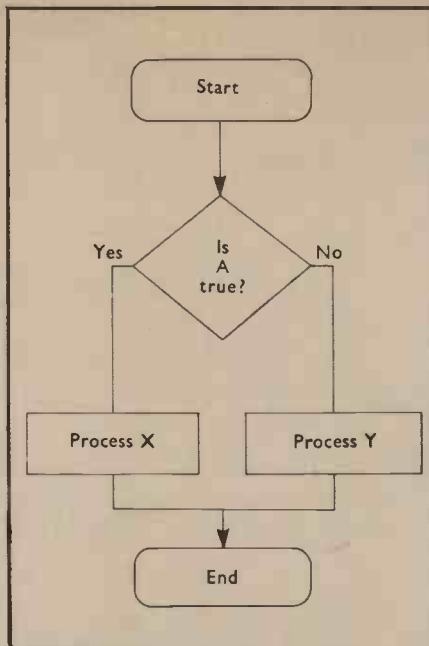 Start
Yes
Is
A
true?
No
Process X
Process Y
End